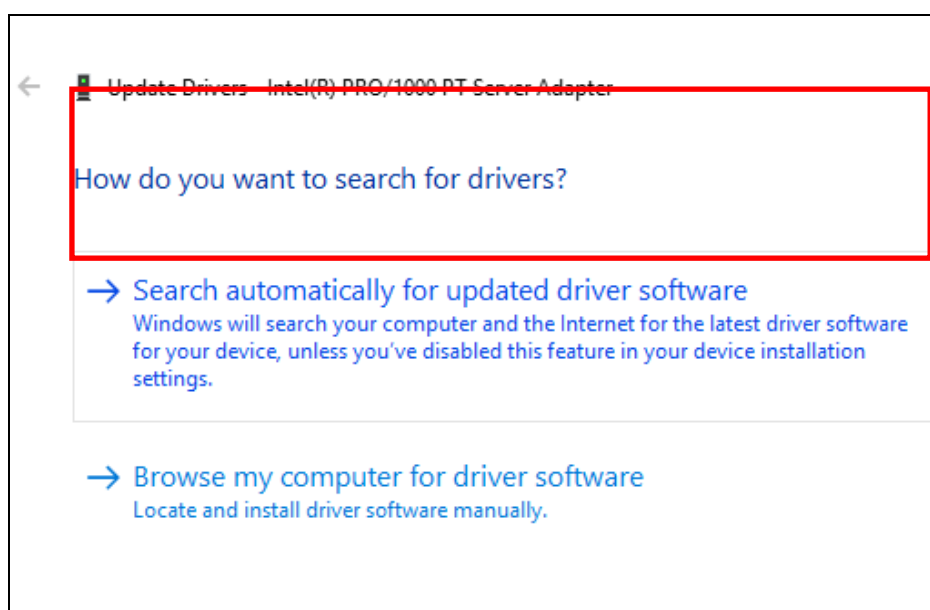 Update Drivers - Intel(R) PRO/1000 PT Server Adapter
How do you want to search for drivers?
Search automatically for updated driver software
Windows will search your computer and the Internet for the latest driver software
for your device, unless you've disabled this feature in your device installation
settings.
Browse my computer for driver software
Locate and install driver software manually.